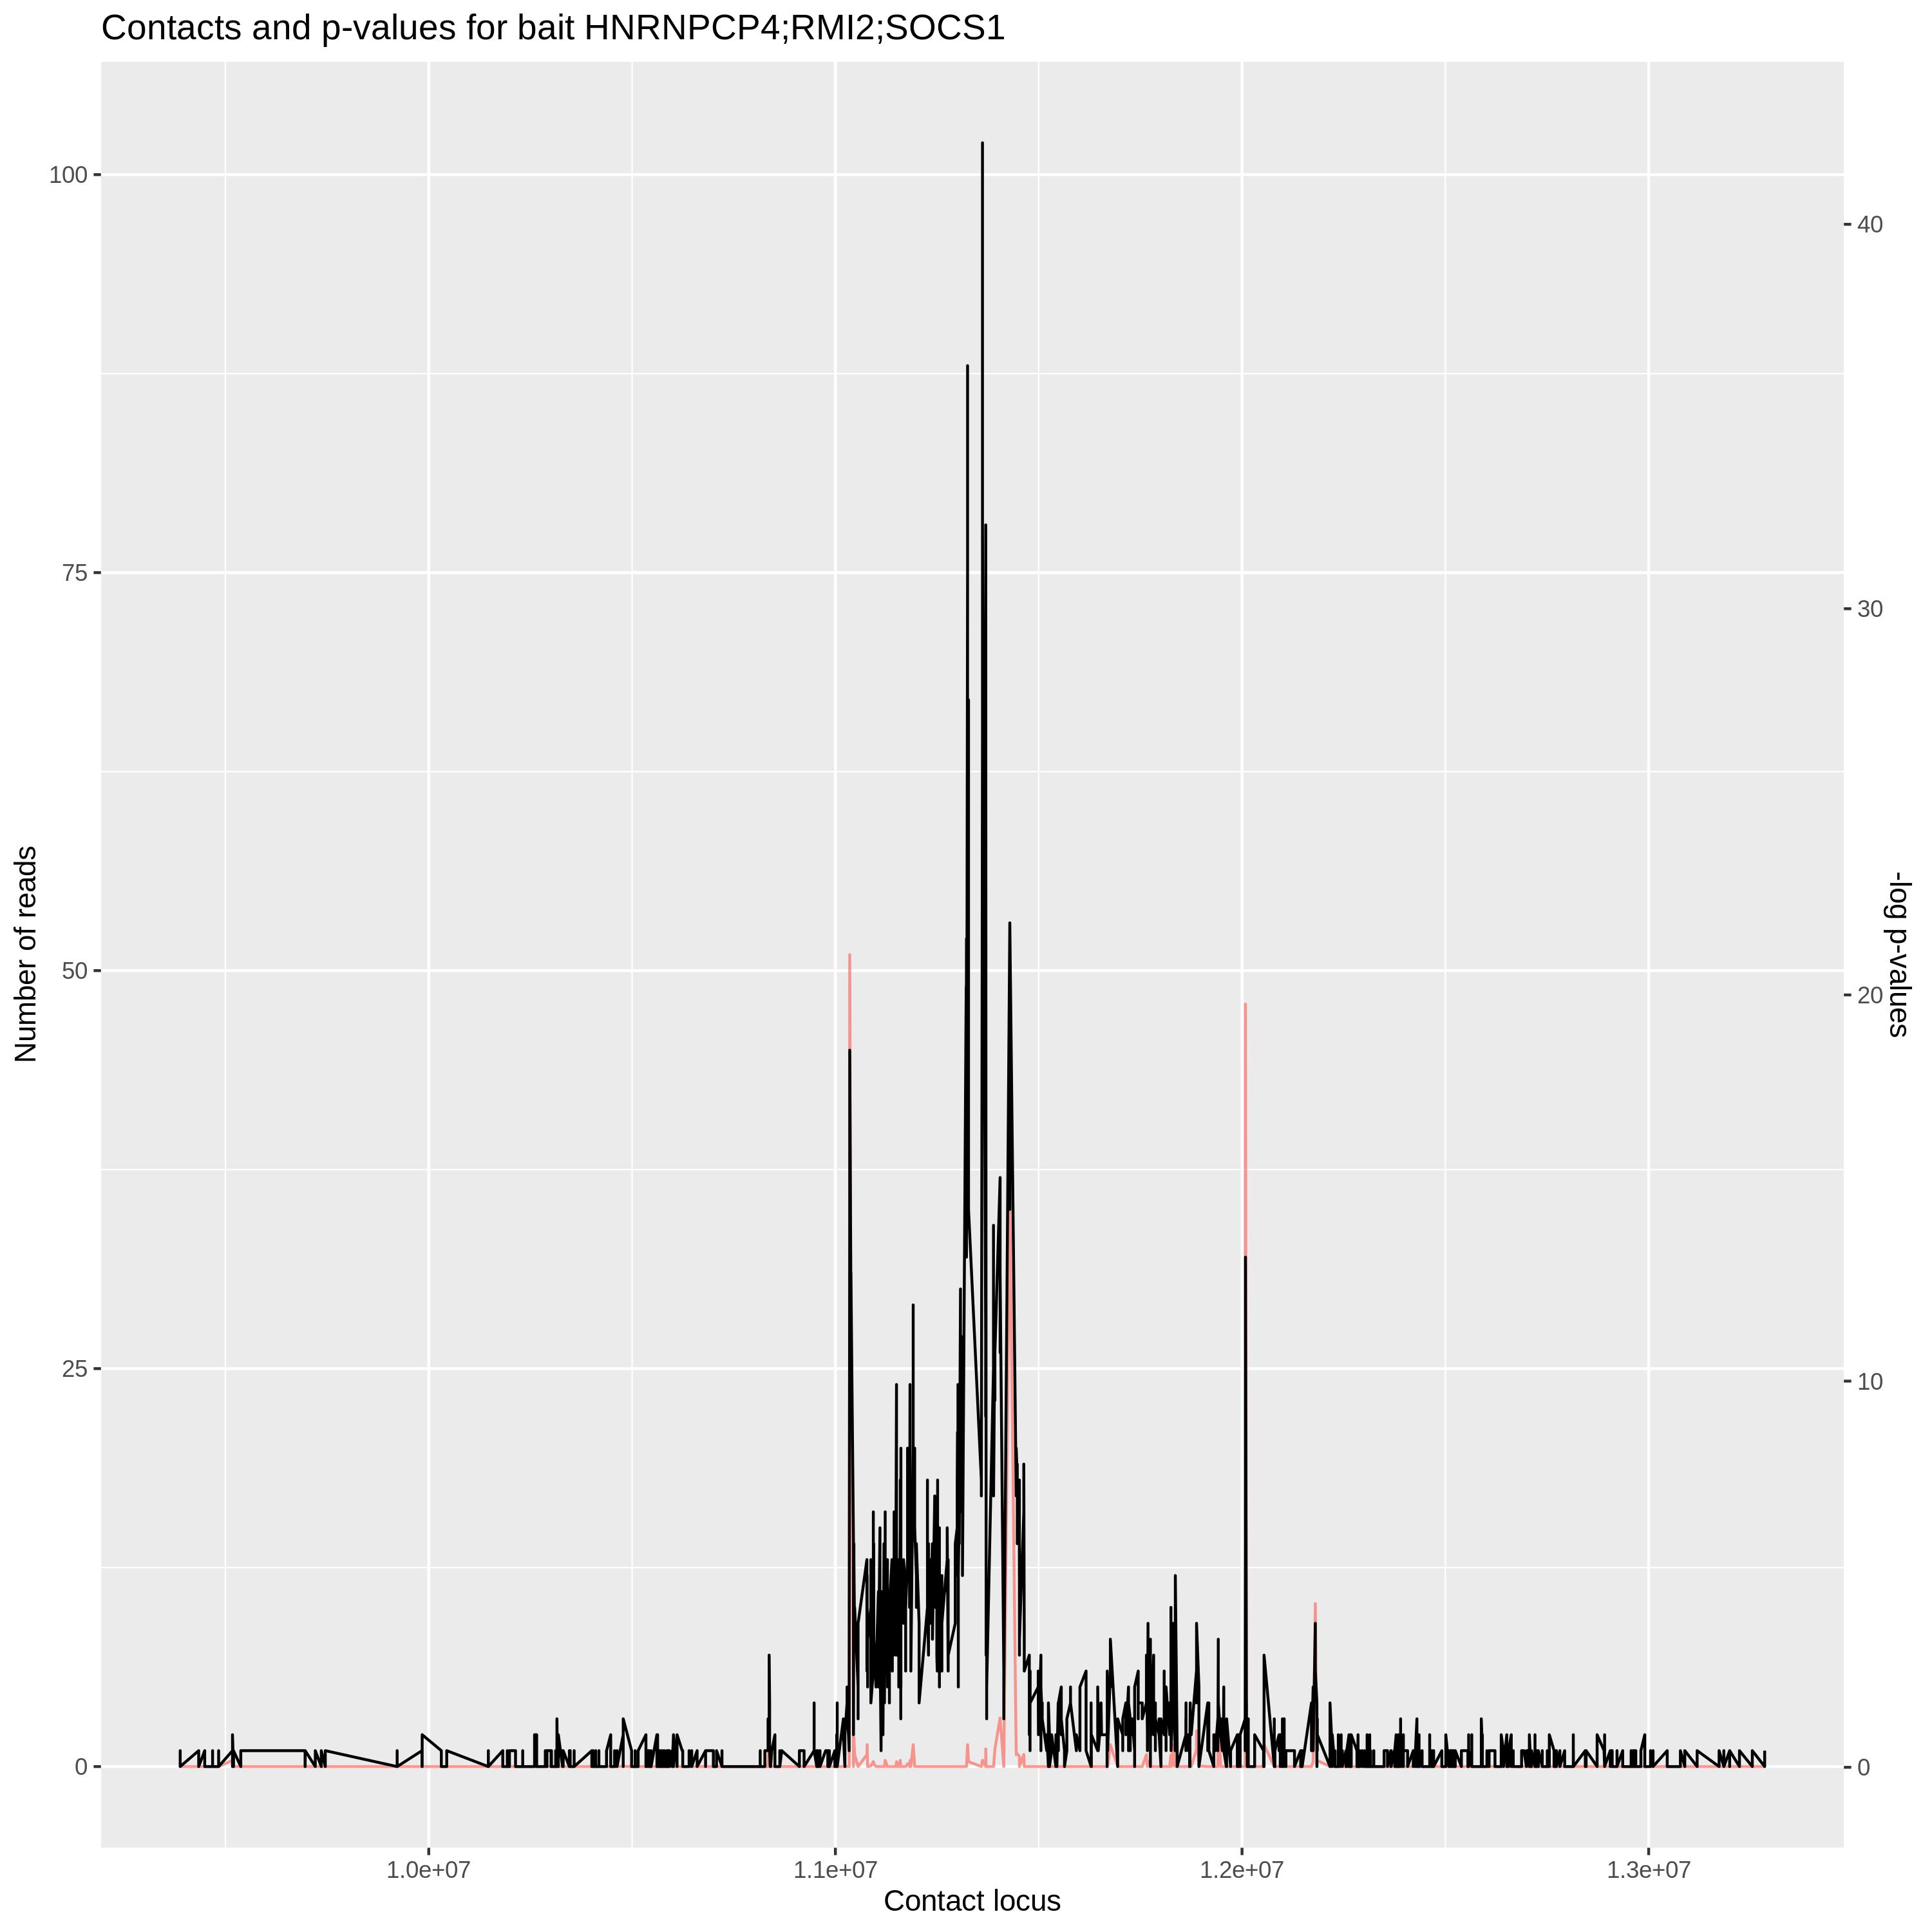 Contacts and p-values for bait HNRNPCP4;RMI2;SOCS1
100
75
50
25
0
Number of reads
40
30
20
10
0
-log p-values
1.0e+07
1.1e+07
1.2e+07
1.3e+07
Contact locus